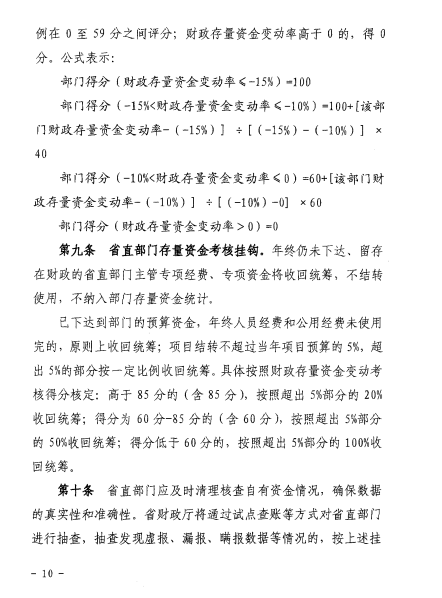 例在 0 至 59 分之间评分；财政存量资金变动率高于 0 的，得 0
分。公式表示：
部门得分（财政存量资金变动率≤-15%）=100
部门得分（-15%<财政存量资金变动率≤-10%）=100+[该部
门财政存量资金变动率-(-15%)] ÷[(-15%)-(-10%)] ×
40
部门得分（-10%<财政存量资金变动率≤0）=60+[该部门财
政存量资金变动率-(-10%)] ÷[(-10%)-0] ×60
部门得分（财政存量资金变动率>0）=0
第九条 省直部门存量资金考核挂钩。年终仍未下达、留存
在财政的省直部门主管专项经费、专项资金将收回统筹，不结转
使用，不纳入部门存量资金统计。
已下达到部门的预算资金，年终人员经费和公用经费未使用
完的，原则上收回统筹；项目结转不超过当年项目预算的 5%，超
出 5%的部分按一定比例收回统筹。具体按照财政存量资金变动考
核得分核定：高于 85 分的（含 85 分），按照超出 5%部分的 20%
收回统筹；得分为 60 分-85 分的（含 60 分），按照超出 5%部分
的 50%收回统筹；得分低于 60 分的，按照超出 5%部分的 100%收
回统筹。
第十条 省直部门应及时清理核查自有资金情况，确保数据
的真实性和准确性。省财政厅将通过试点查账等方式对省直部门
进行抽查，抽查发现虚报、漏报、瞒报数据等情况的，按上述挂
- 10 -